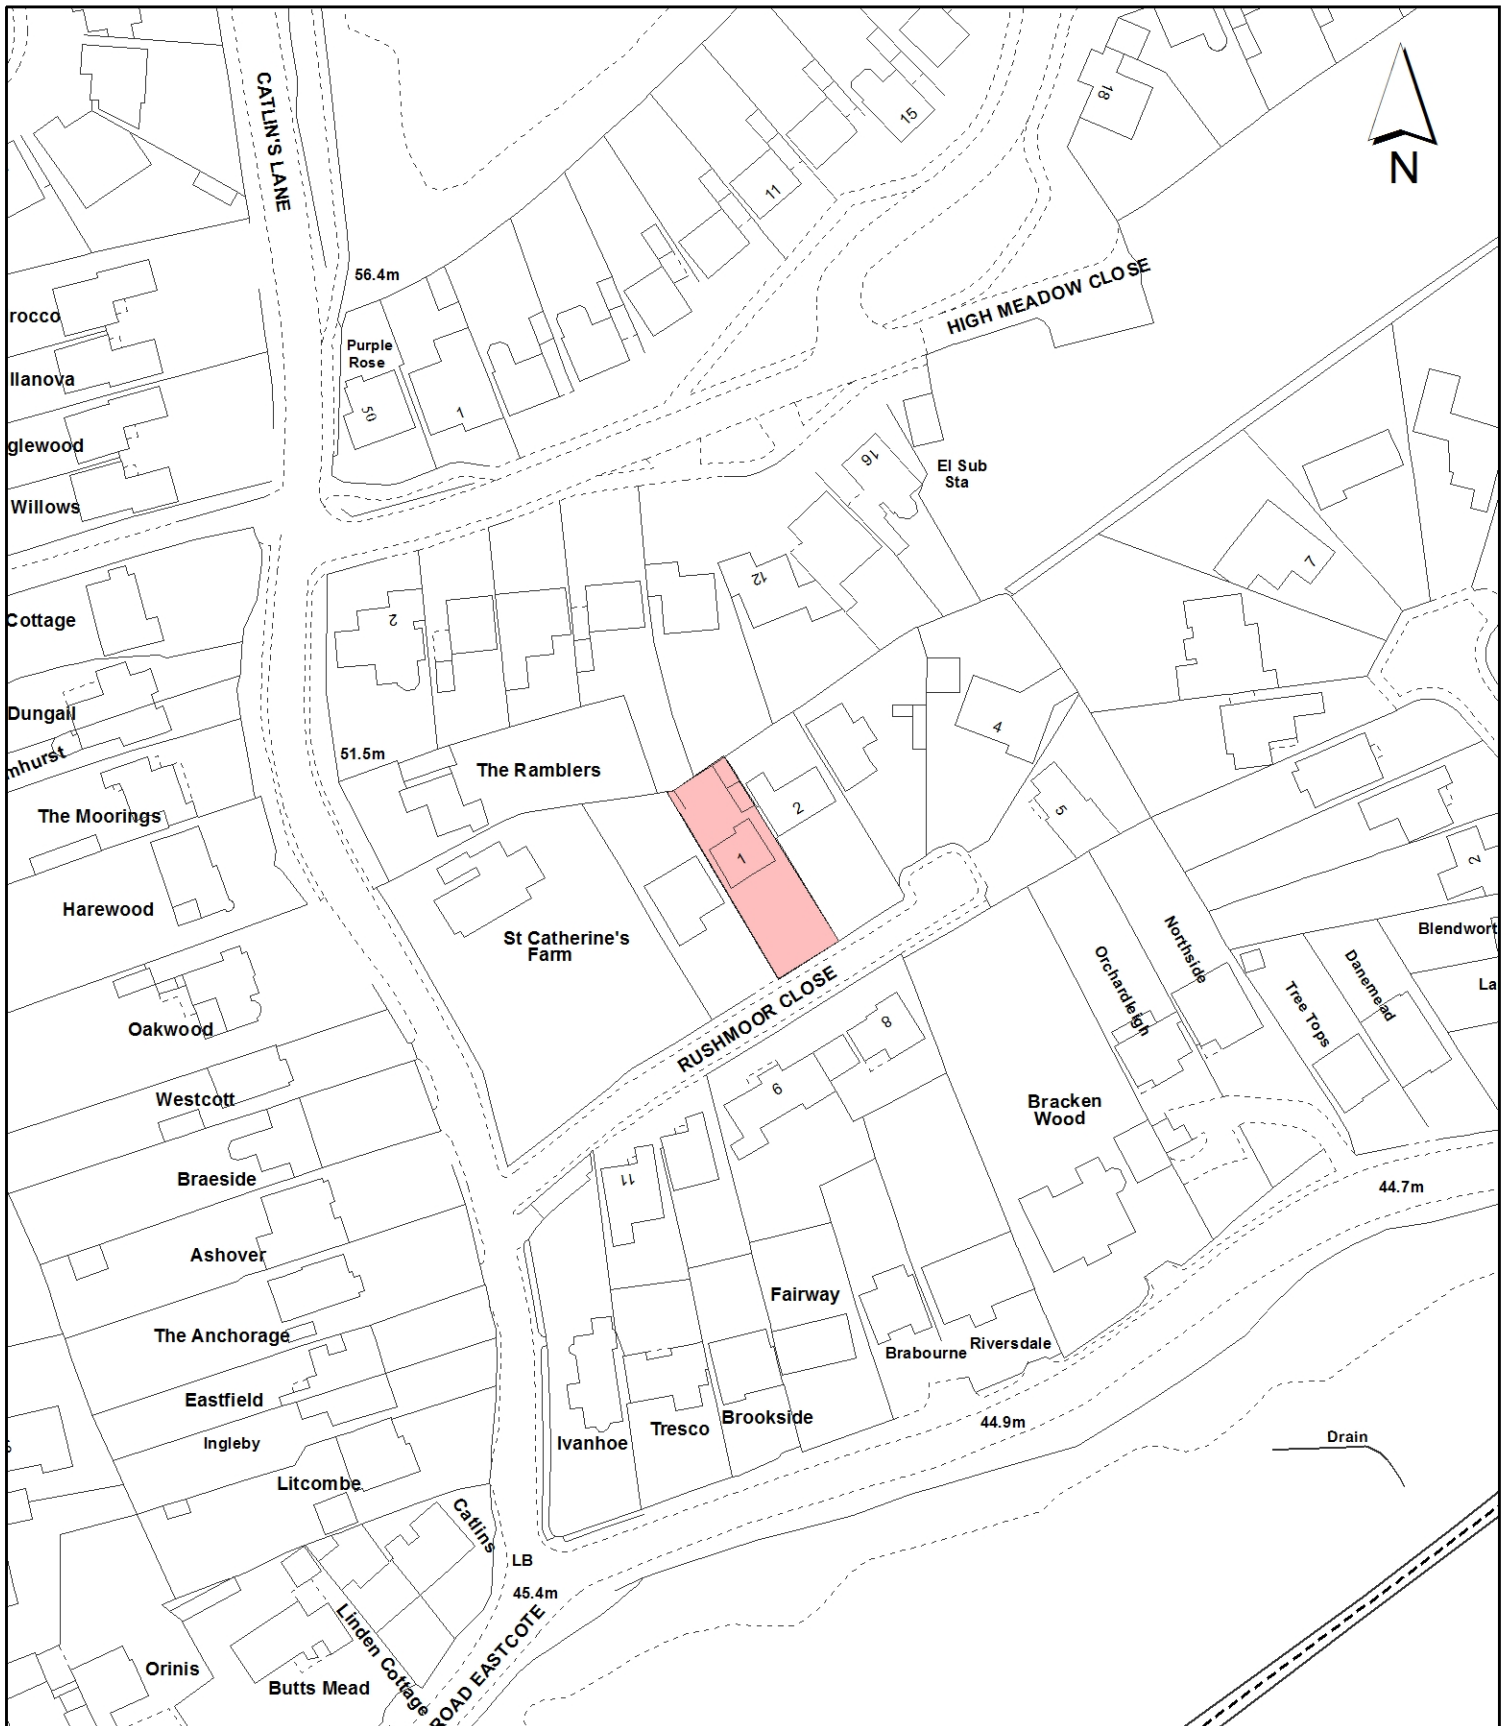 CATLIN'S LANE
18
15
11
N
HIGH MEADOW CLOSE
56.4m
rocco
Purple
Rose
llanova
50
1
glewood
16
El Sub
Sta
Willows
7
12
Cottage
2
Dungail
4
mhurst
51.5m
The Ramblers
2
5
The Moorings
1
2
Harewood
St Catherine's
Farm
Northside
Orchardleigh
Blendwort
Tree Tops
Danemead
La
Oakwood
RUSHMOOR CLOSE
8
9
Westcott
Bracken
Wood
Braeside
11
44.7m
Ashover
Fairway
The Anchorage
Brabourne
Riversdale
Eastfield
Ingleby
Ivanhoe
Tresco
Brookside
44.9m
Drain
Litcombe
Catlins
LB
45.4m
Linden Cottage
ROAD EASTCOTE
Orinis
Butts Mead